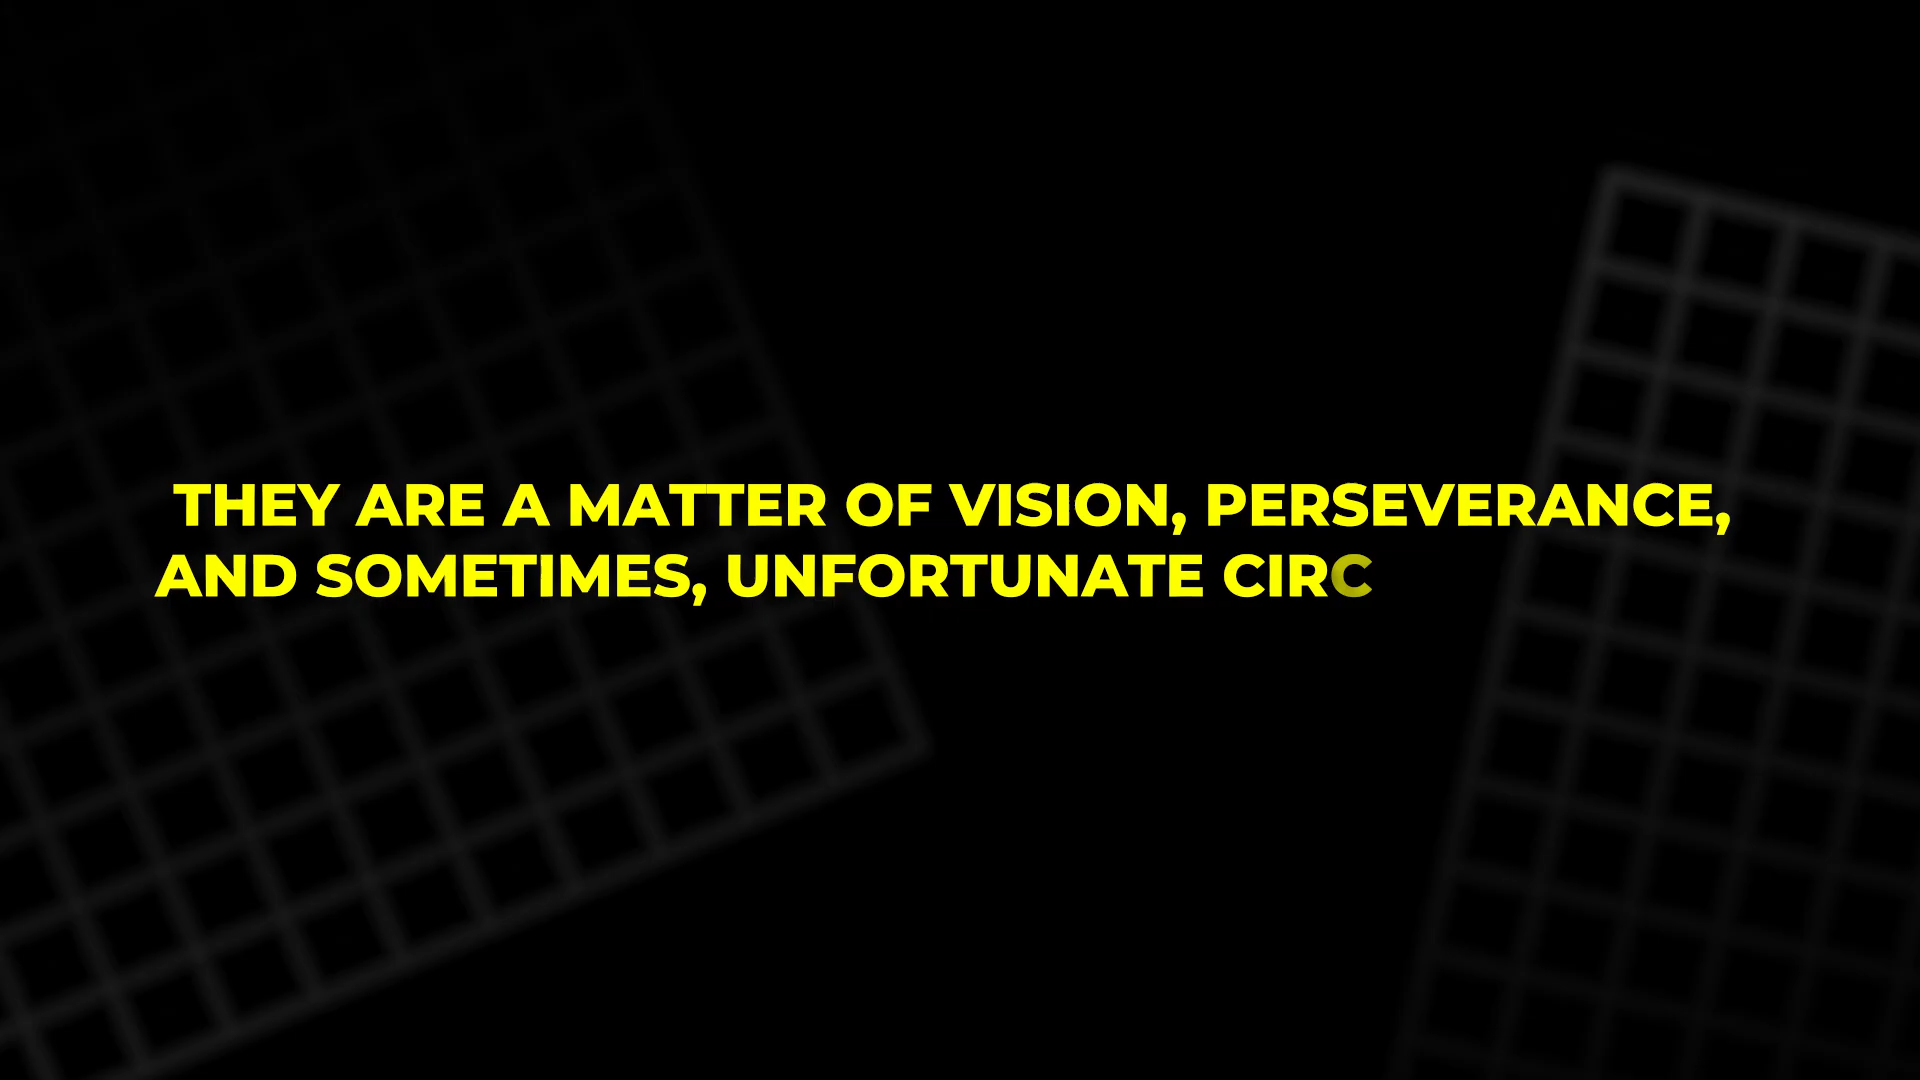 THEY ARE A MATTER OF VISION, PERSEVERANCE,
AND SOMETIMES, UNFORTUNATE CIRC